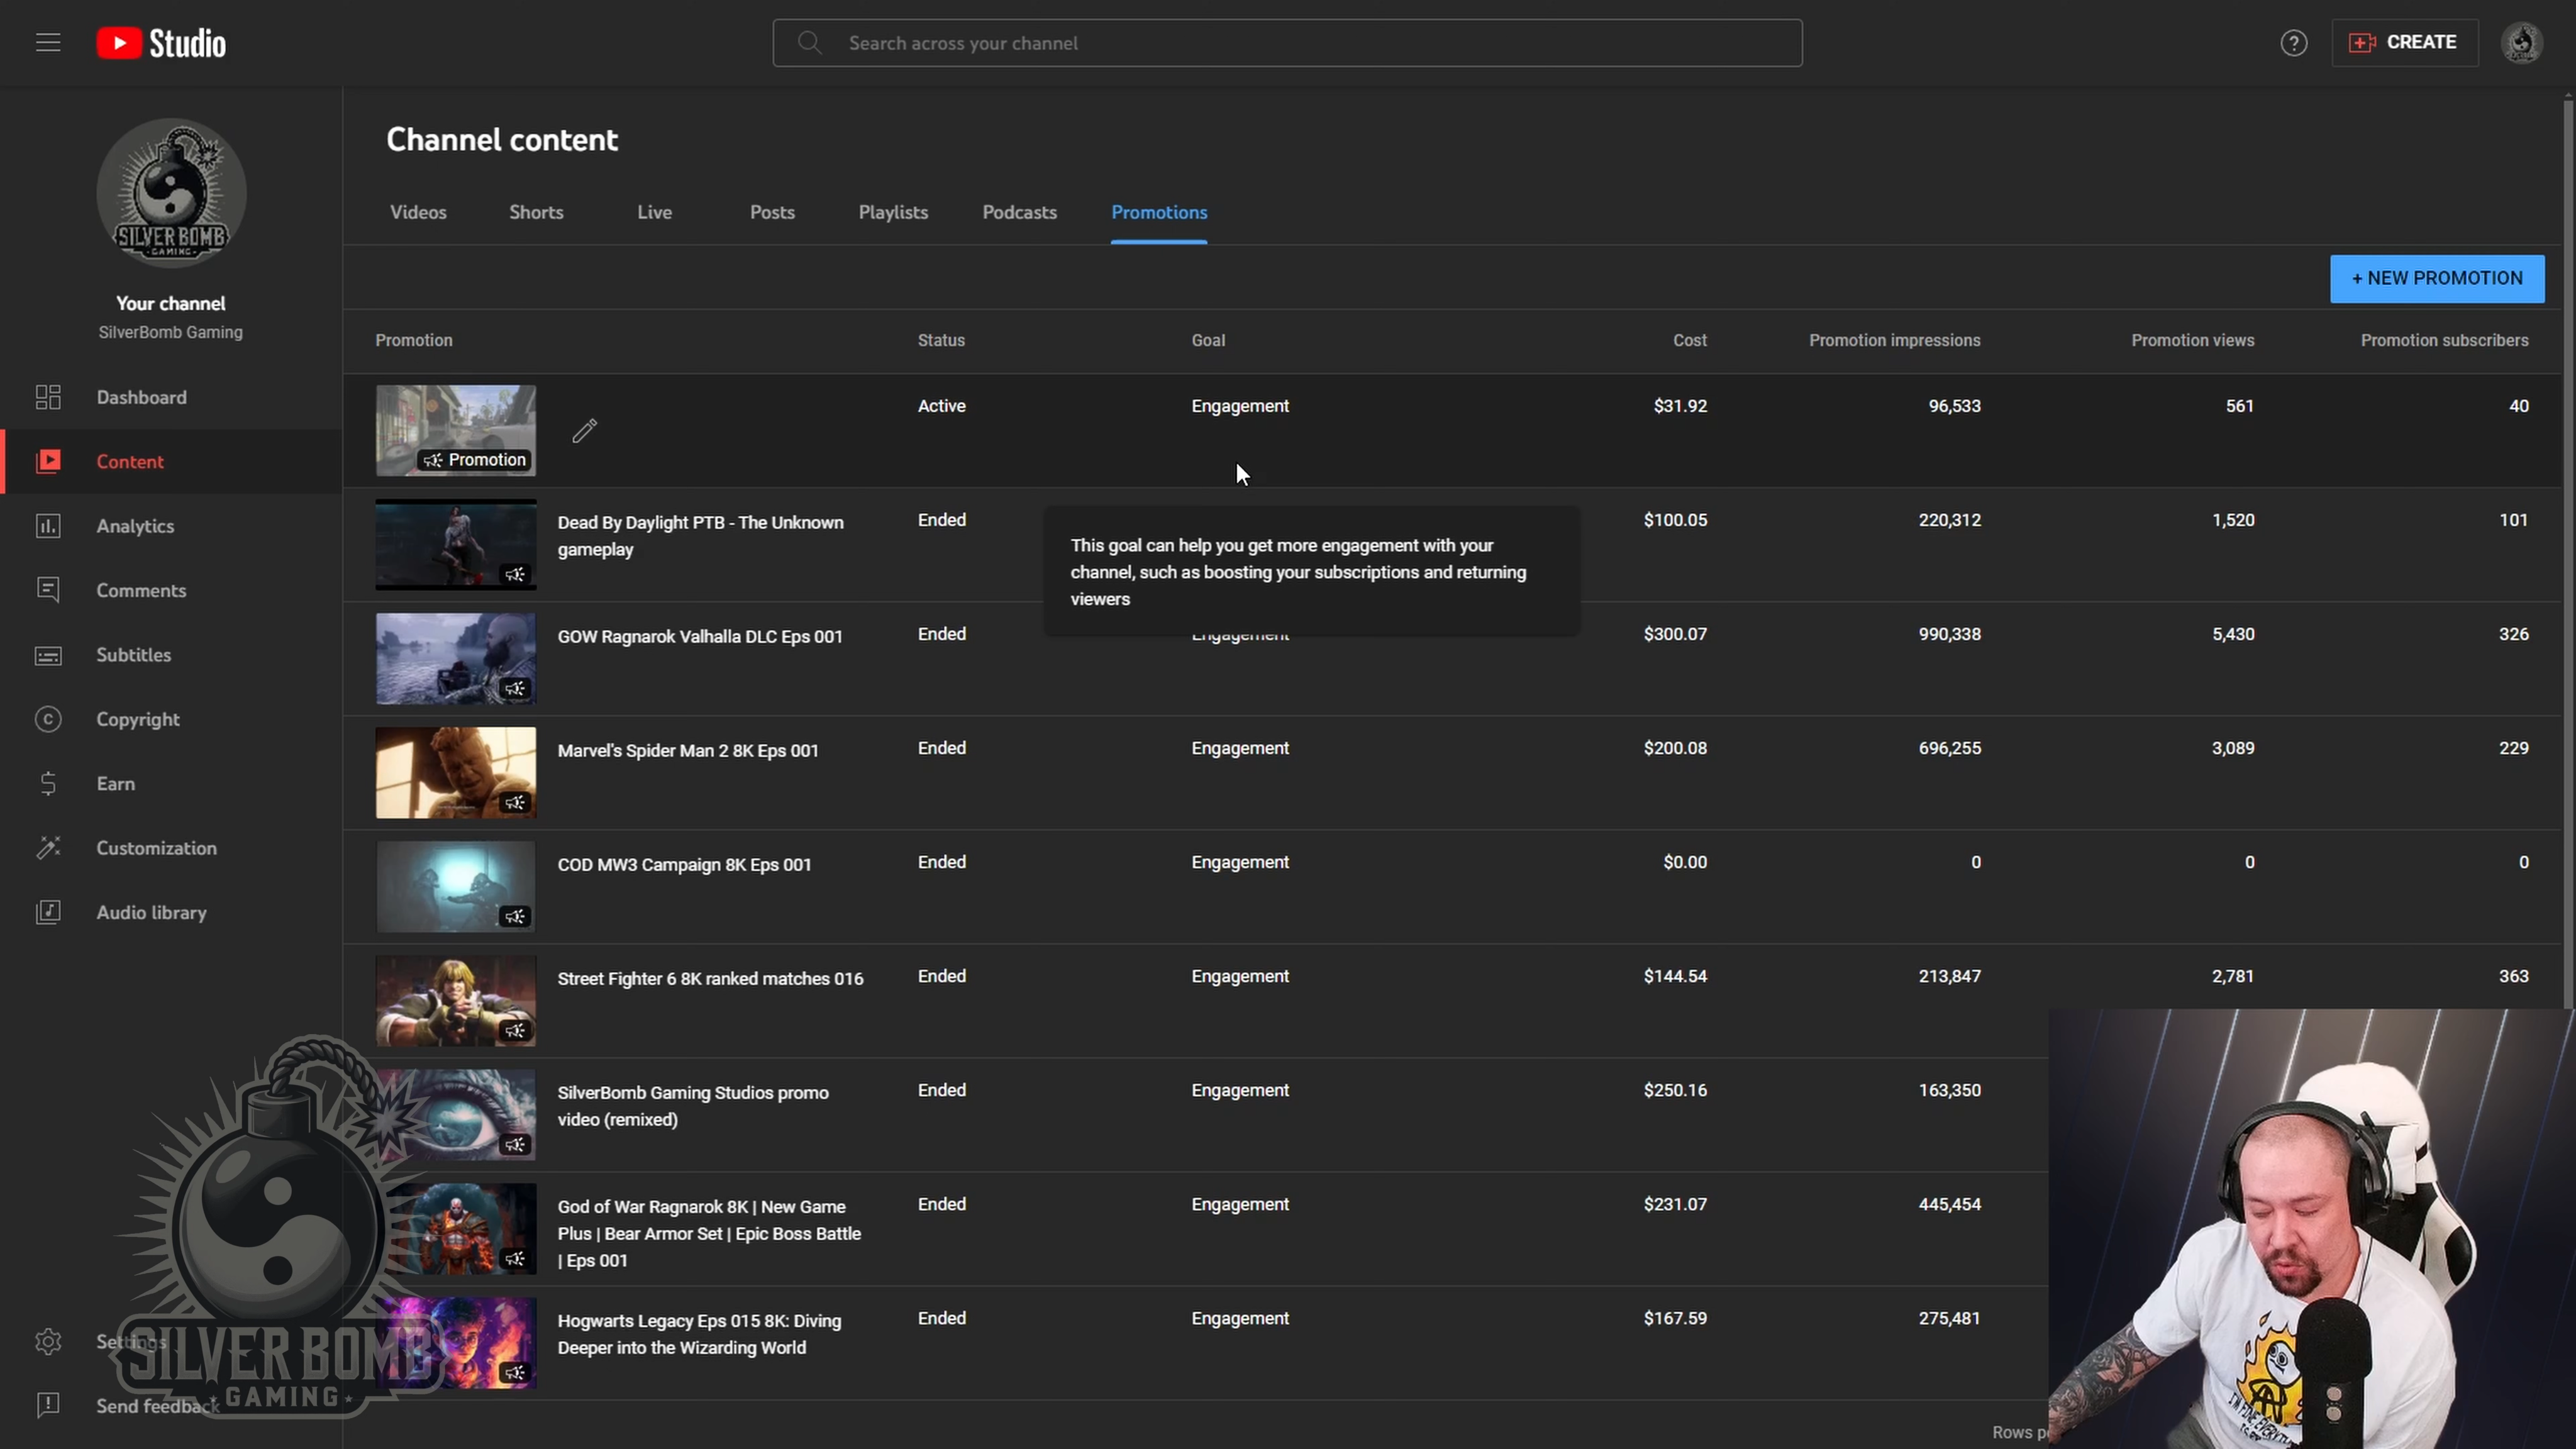 Studio
Search across your channel
CREATE
SILVER BOMB
GAMING
Your channel
SilverBomb Gaming
Dashboard
Content
Analytics
Comments
Subtitles
Copyright
Earn
Customization
Audio library
Settings
Send feedback
Channel content
Videos Shorts Live Posts Playlists Podcasts Promotions
+ NEW PROMOTION
Promotion Status Goal Cost Promotion impressions Promotion views Promotion subscribers
Promotion Active Engagement $31.92 96,533 561 40
Dead By Daylight PTB - The Unknown
gameplay
Ended $100.05 220,312 1,520 101
This goal can help you get more engagement with your
channel, such as boosting your subscriptions and returning
viewers
GOW Ragnarok Valhalla DLC Eps 001 Ended Engagement $300.07 990,338 5,430 326
Marvel's Spider Man 2 8K Eps 001 Ended Engagement $200.08 696,255 3,089 229
COD MW3 Campaign 8K Eps 001 Ended Engagement $0.00 0 0 0
Street Fighter 6 8K ranked matches 016 Ended Engagement $144.54 213,847 2,781 363
SilverBomb Gaming Studios promo
video (remixed)
Ended Engagement $250.16 163,350
God of War Ragnarok 8K | New Game
Plus | Bear Armor Set | Epic Boss Battle
| Eps 001
Ended Engagement $231.07 445,454
Hogwarts Legacy Eps 015 8K: Diving
Deeper into the Wizarding World
Ended Engagement $167.59 275,481
Rows
SILVER BOMB
GAMING
I'M FINE